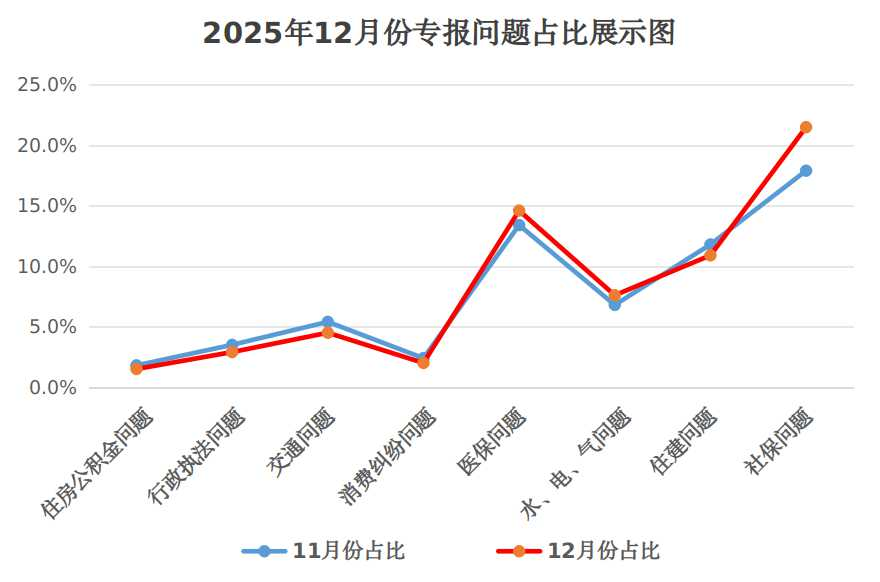 2025年11月份专报问题占比展示图
25.0%
20.0%
15.0%
10.0%
5.0%
0.0%
住房公积金问题
行政执法问题
交通问题
消费纠纷问题
医保问题
水、电、气问题
住建问题
社保问题
11月份占比
12月份占比